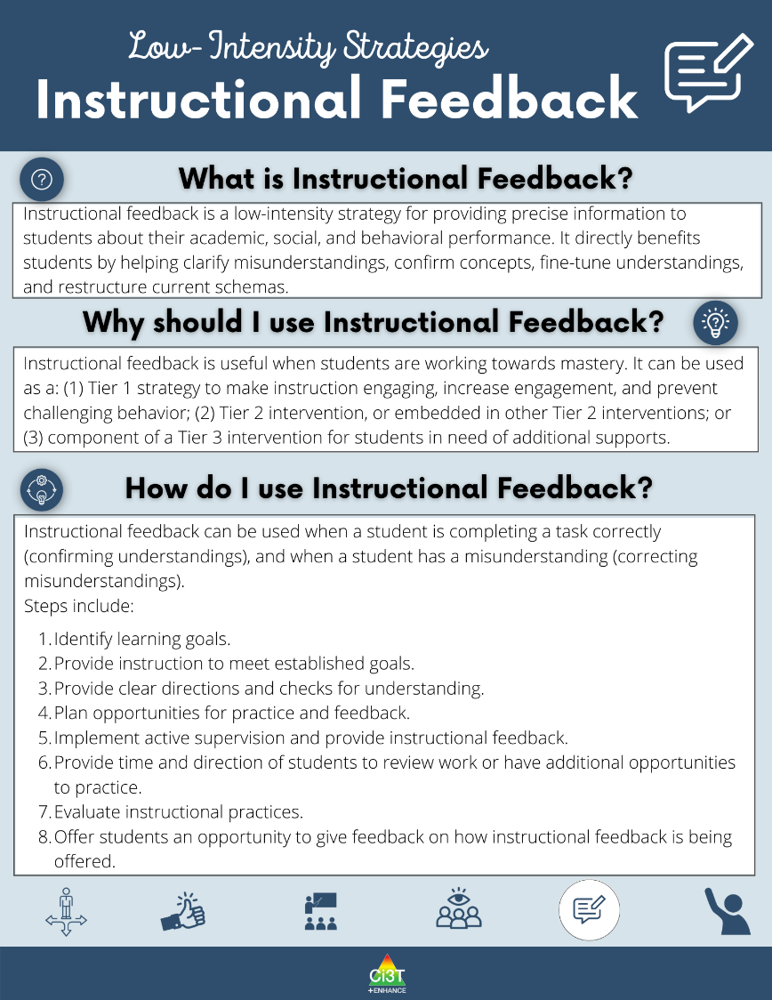 Low-Intensity Strategies
Instructional Feedback
What is Instructional Feedback?
Instructional feedback is a low-intensity strategy for providing precise information to
students about their academic, social, and behavioral performance. It directly benefits
students by helping clarify misunderstandings, confirm concepts, fine-tune understandings,
and restructure current schemas.
Why should I use Instructional Feedback?
Instructional feedback is useful when students are working towards mastery. It can be used
as a: (1) Tier 1 strategy to make instruction engaging, increase engagement, and prevent
challenging behavior; (2) Tier 2 intervention, or embedded in other Tier 2 interventions; or
(3) component of a Tier 3 intervention for students in need of additional supports.
How do I use Instructional Feedback?
Instructional feedback can be used when a student is completing a task correctly
(confirming understandings), and when a student has a misunderstanding (correcting
misunderstandings).
Steps include:
1. Identify learning goals.
2. Provide instruction to meet established goals.
3. Provide clear directions and checks for understanding.
4. Plan opportunities for practice and feedback.
5. Implement active supervision and provide instructional feedback.
6. Provide time and direction of students to review work or have additional opportunities
to practice.
7. Evaluate instructional practices.
8. Offer students an opportunity to give feedback on how instructional feedback is being
offered.
Ci3T
+ENHANCE